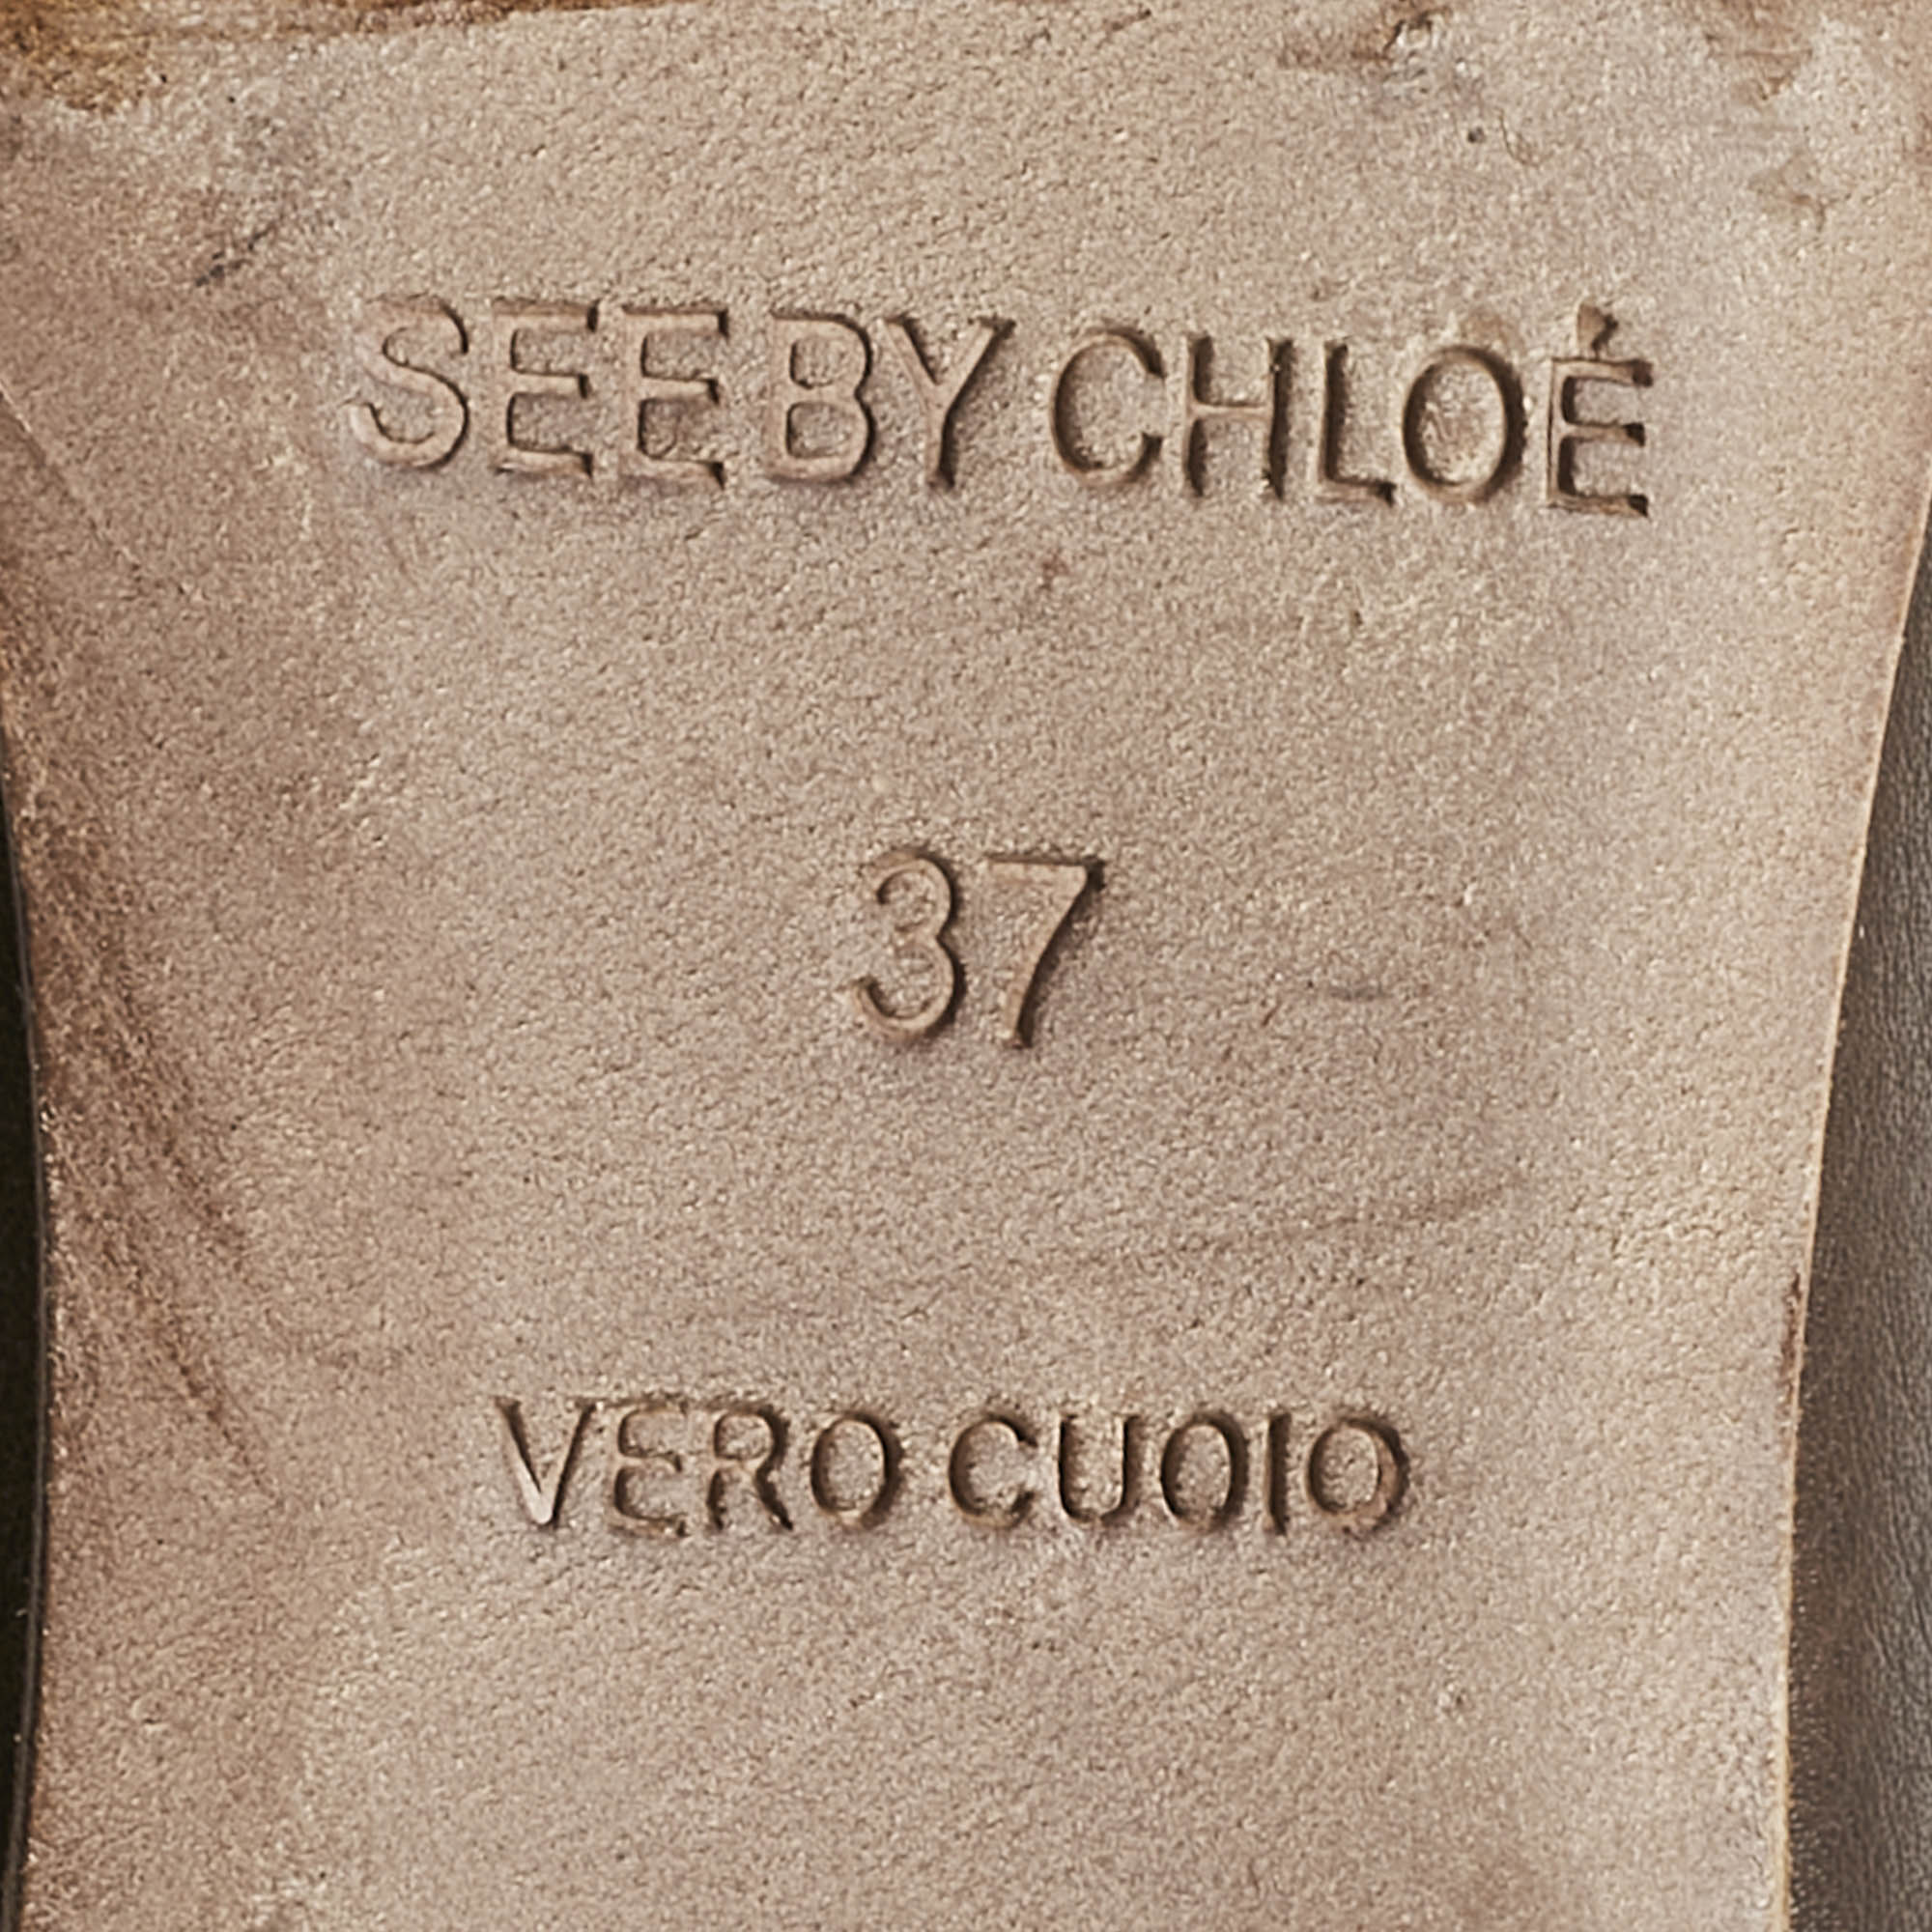 SEE BY CHLOÉ
37
VERO CUOIO